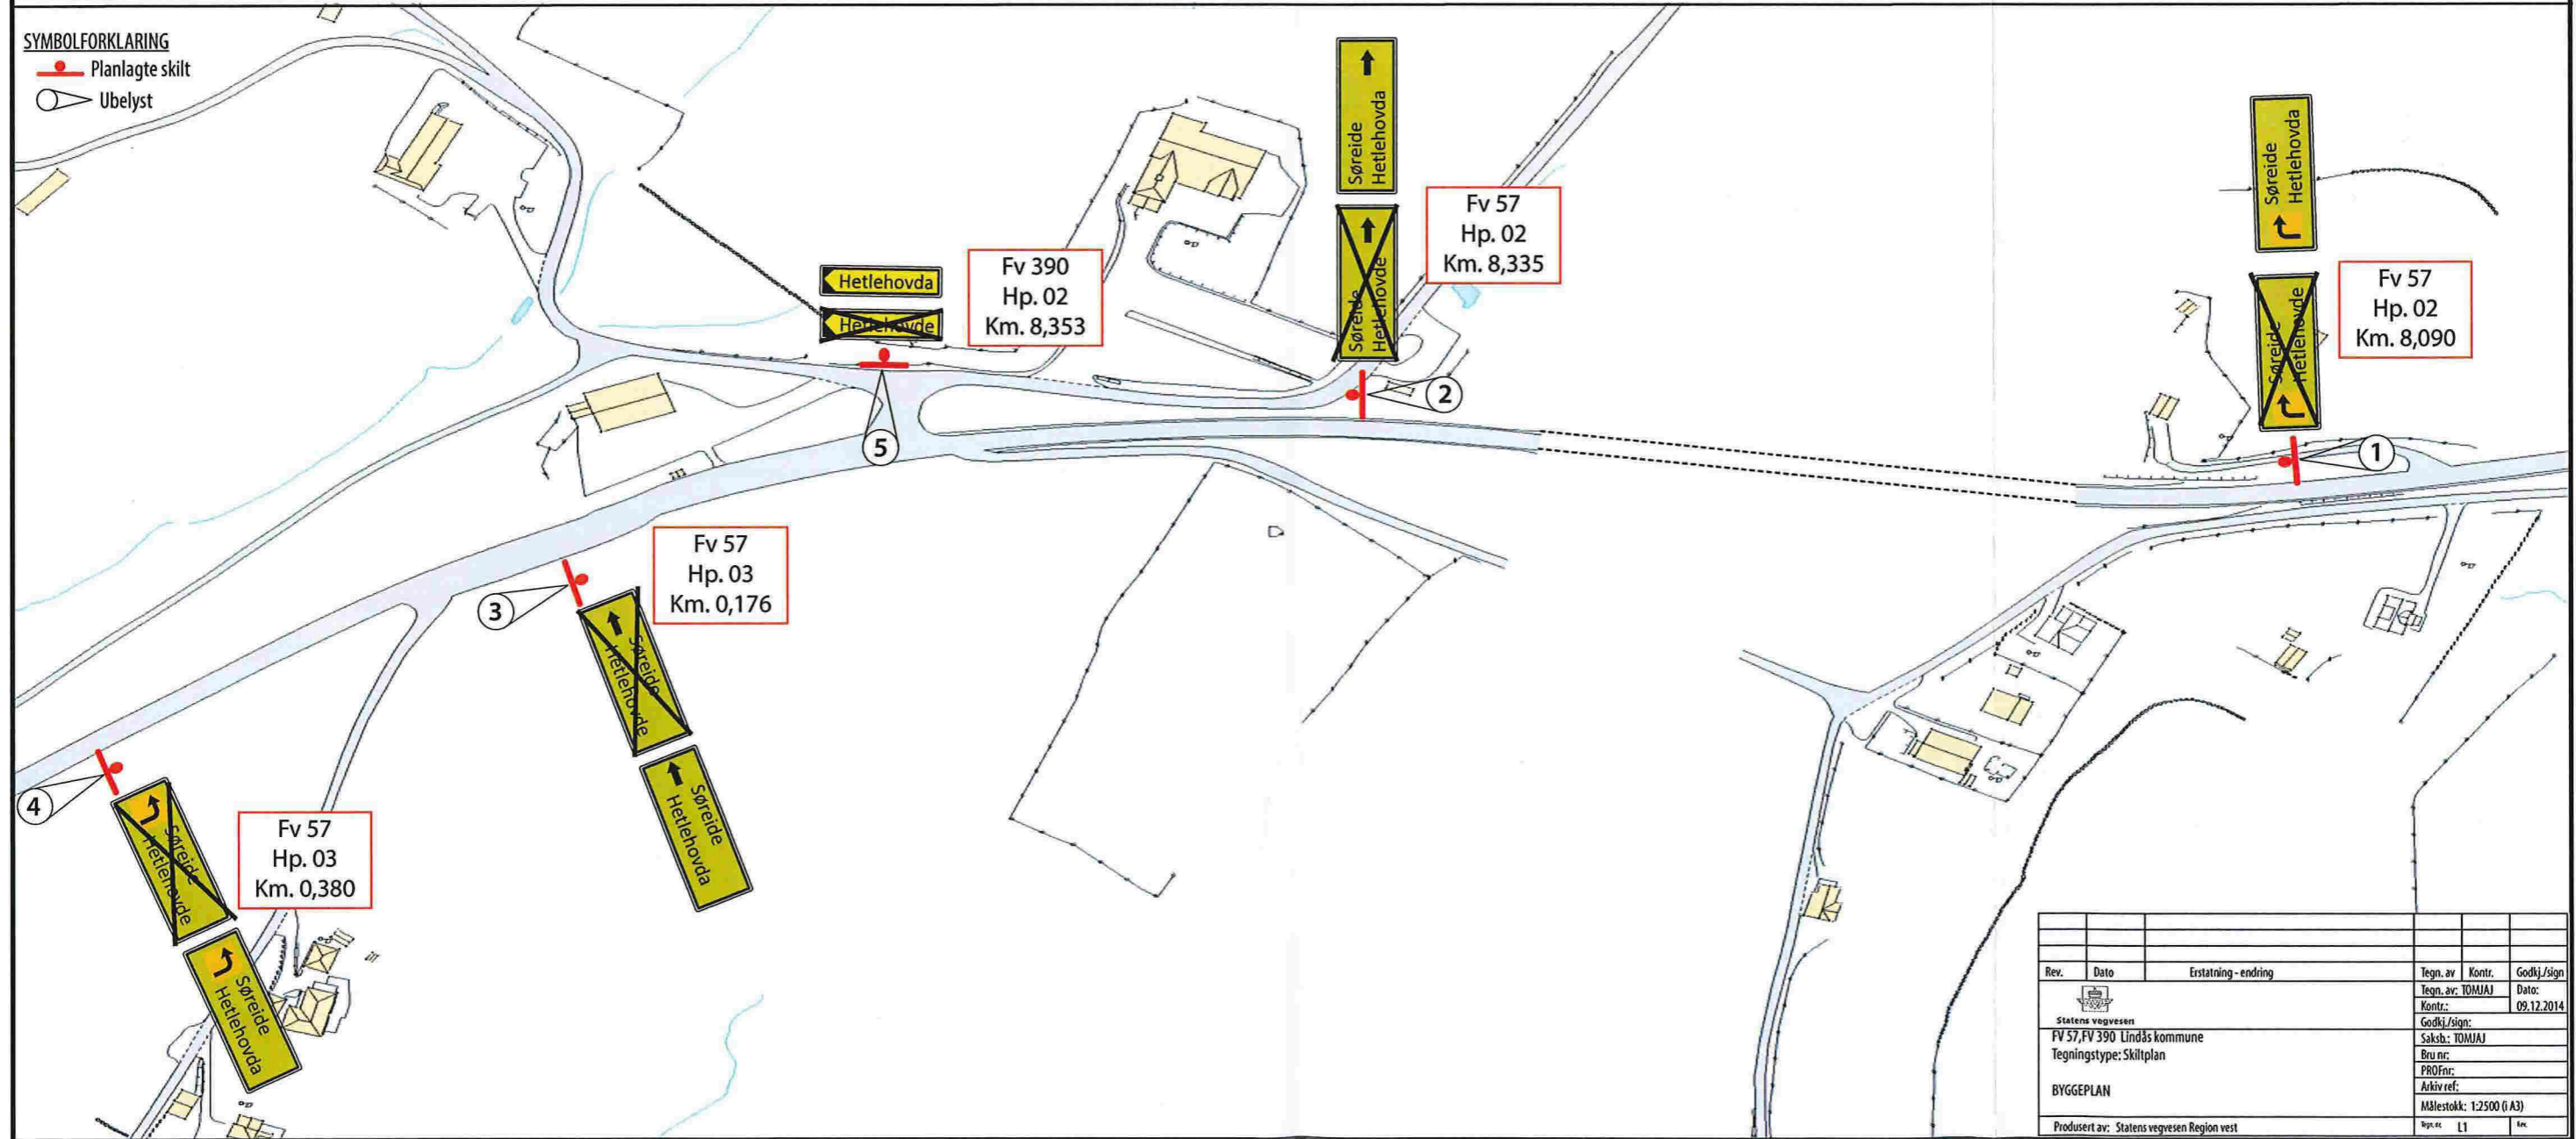 SYMBOLFORKLARING
Planlagte skilt
Ubelyst
Søreide
Hetlehovda
Søreide
Hetlehovde
Fv 57
Hp. 02
Km. 8,335
2
Søreide
Hetlehovda
Søreide
Hetlehovde
Fv 57
Hp. 02
Km. 8,090
1
Hetlehovda
Hetlehovde
Fv 390
Hp. 02
Km. 8,353
5
Fv 57
Hp. 03
Km. 0,176
3
Søreide
Hetlehovde
Søreide
Hetlehovda
4
Søreide
Hetlehovde
Fv 57
Hp. 03
Km. 0,380
Søreide
Hetlehovda
Rev. Dato Erstatning - endring Tegn. av Kontr. Godkj./sign
Statens vegvesen
Tegn. av: TOMJAJ Dato:
Kontr.: 09.12.2014
Godkj./sign:
FV 57,FV 390 Lindås kommune
Saksb.: TOMJAJ
Tegningstype: Skiltplan
Bru nr:
PROFnr:
BYGGEPLAN
Arkiv ref:
Målestokk: 1:2500 (i A3)
Produsert av: Statens vegvesen Region vest
Tegn. nr. L1 Rev.